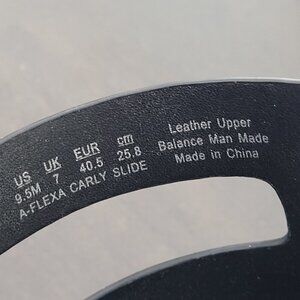 US UK EUR cm
9.5M 7 40.5 25.8
A-FLEXA CARLY SLIDE
Leather Upper
Balance Man Made
Made in China